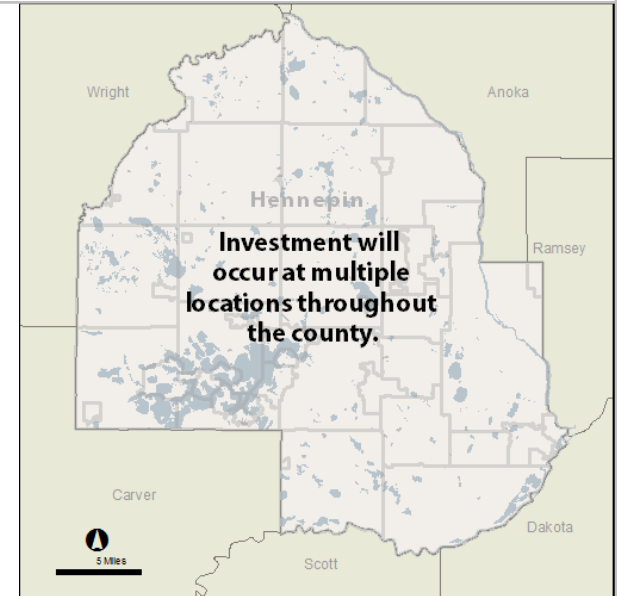 Wright
Anoka
Hennepin
Investment will
occur at multiple
locations throughout
the county.
Ramsey
Carver
5 Miles
Scott
Dakota